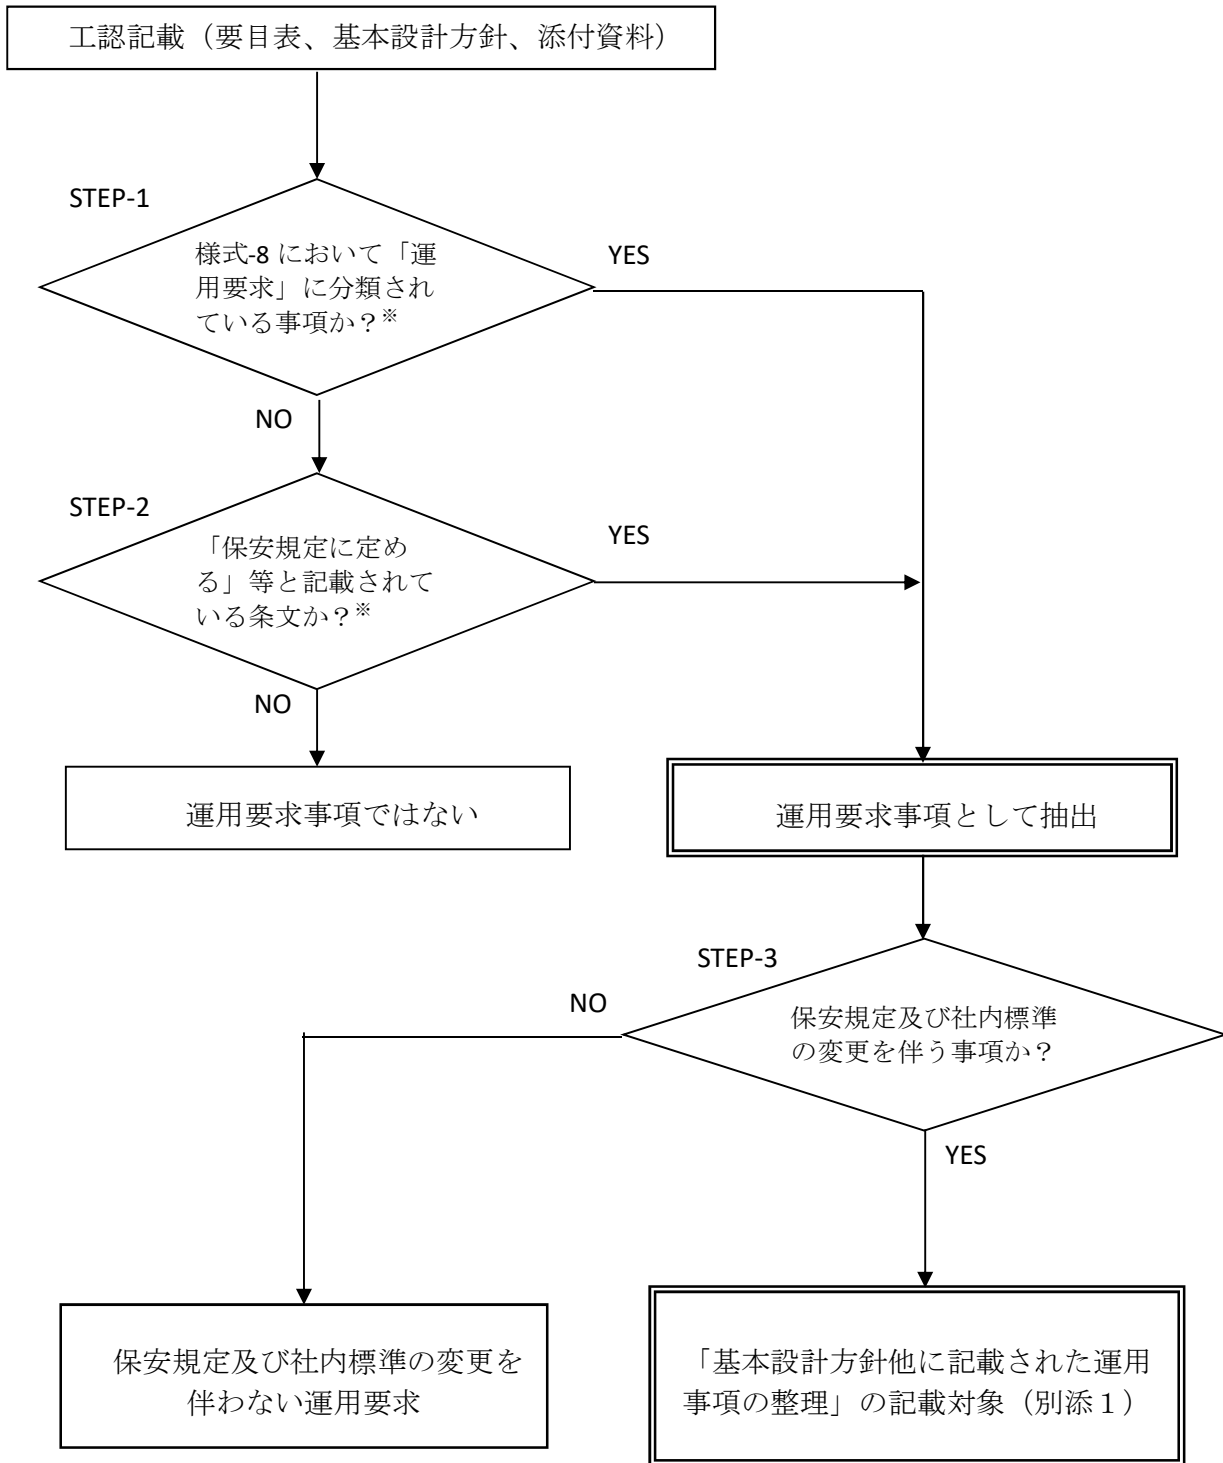 工認記載(要目表、基本設計方針、添付資料)
STEP-1
様式-8 において「運
用要求」に分類され
ている事項か？※
YES
NO
STEP-2
「保安規定に定め
る」等と記載されて
いる条文か？※
YES
NO
運用要求事項ではない
運用要求事項として抽出
STEP-3
NO
保安規定及び社内標準
の変更を伴う事項か？
YES
保安規定及び社内標準の変更を
伴わない運用要求
「基本設計方針他に記載された運用
事項の整理」の記載対象（別添１）